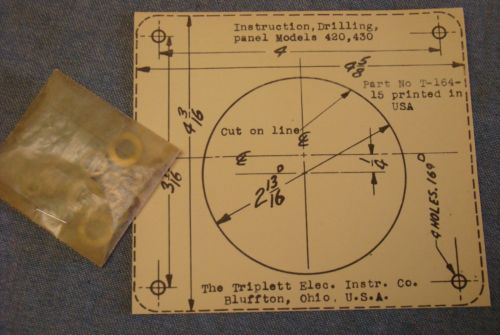 Instruction, Drilling,
panel Models 420,430
4
4 5/8
Part No T-164-
15 printed in
USA
4 3/16
Cut on line
℄
℄
1/4
3 3/16
2 13/16 D
4 HOLES, 169 D
The Triplett Elec. Instr. Co.
Bluffton, Ohio, U.S.A.